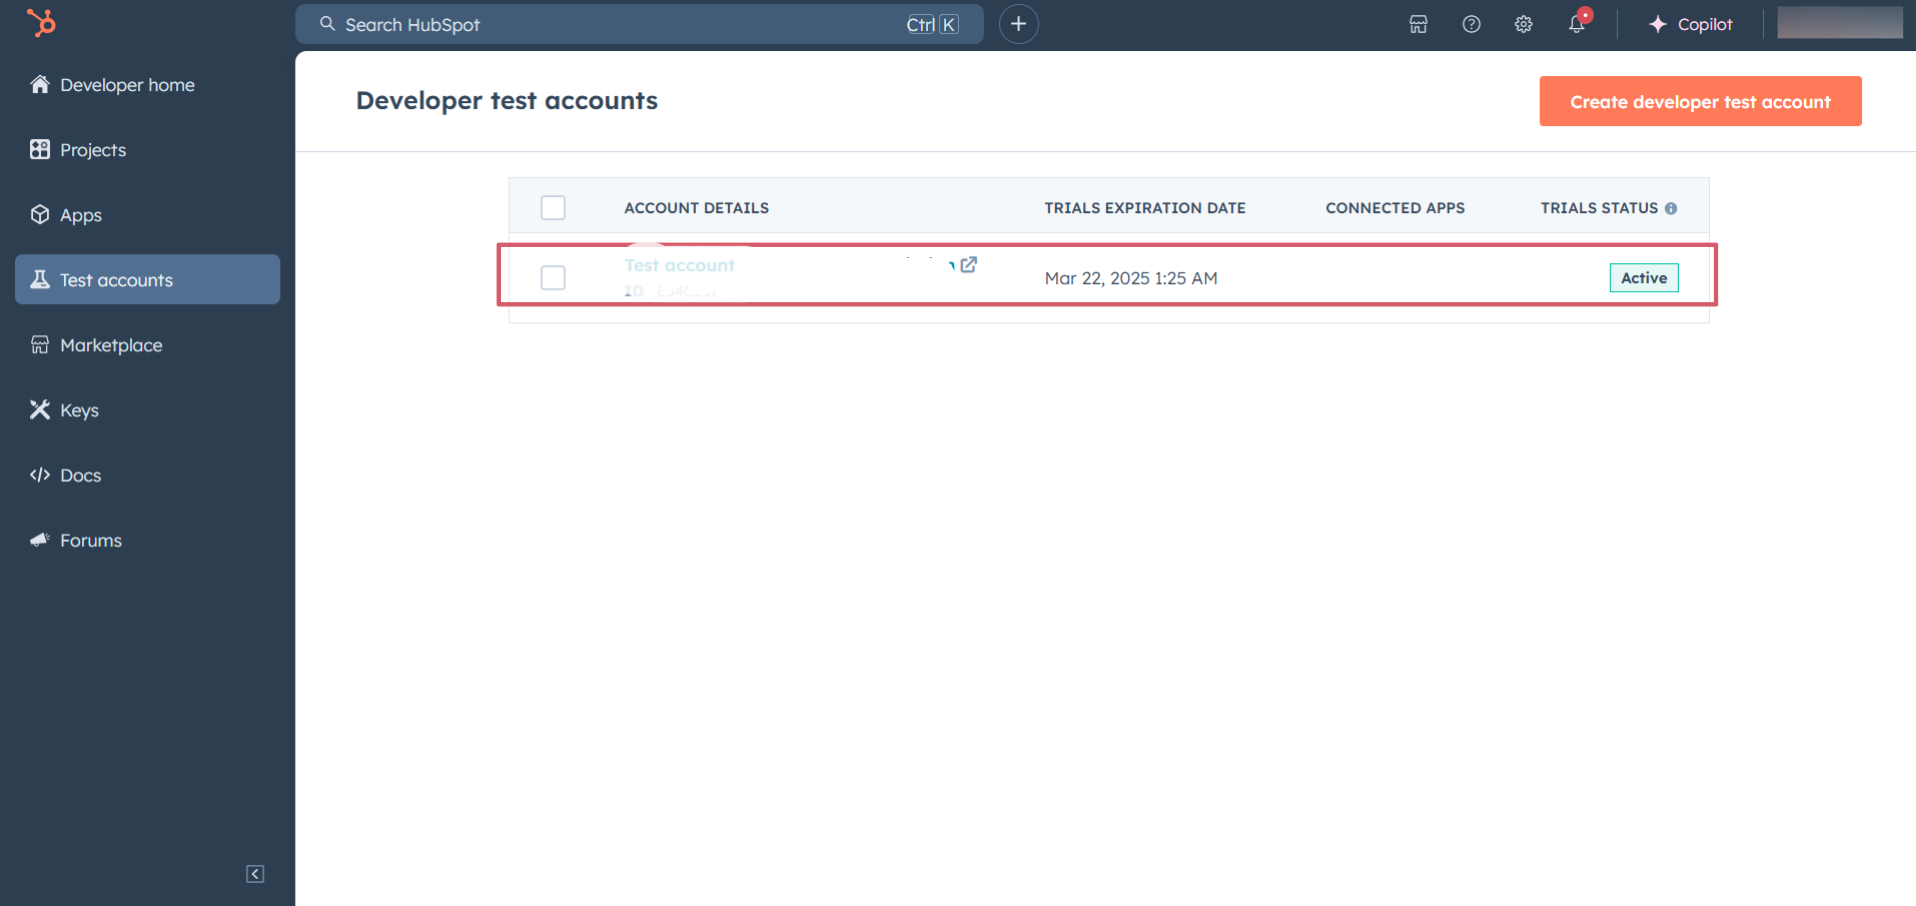 Search HubSpot Ctrl K
Copilot
Developer home
Projects
Apps
Test accounts
Marketplace
Keys
Docs
Forums
Developer test accounts
Create developer test account
ACCOUNT DETAILS TRIALS EXPIRATION DATE CONNECTED APPS TRIALS STATUS
Test account
Mar 22, 2025 1:25 AM Active
ID